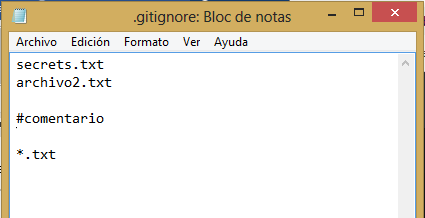 .gitignore: Bloc de notas
Archivo Edición Formato Ver Ayuda
secrets.txt
archivo2.txt
#comentario
*.txt